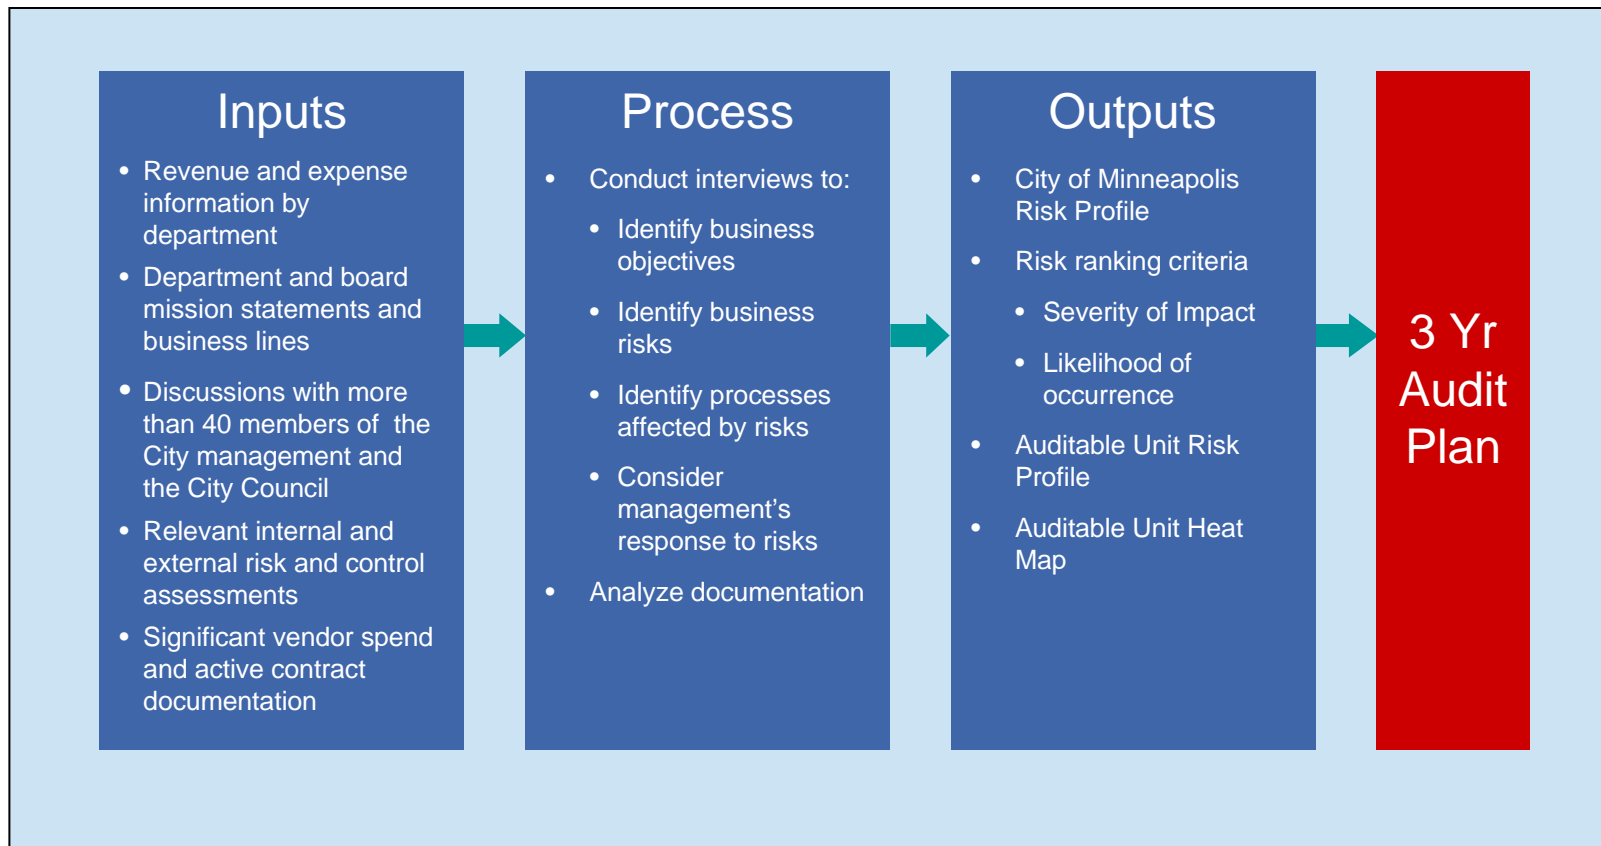 Inputs
• Revenue and expense
information by
department
• Department and board
mission statements and
business lines
• Discussions with more
than 40 members of the
City management and
the City Council
• Relevant internal and
external risk and control
assessments
• Significant vendor spend
and active contract
documentation
Process
• Conduct interviews to:
• Identify business
objectives
• Identify business
risks
• Identify processes
affected by risks
• Consider
management’s
response to risks
• Analyze documentation
Outputs
• City of Minneapolis
Risk Profile
• Risk ranking criteria
• Severity of Impact
• Likelihood of
occurrence
• Auditable Unit Risk
Profile
• Auditable Unit Heat
Map
3 Yr
Audit
Plan